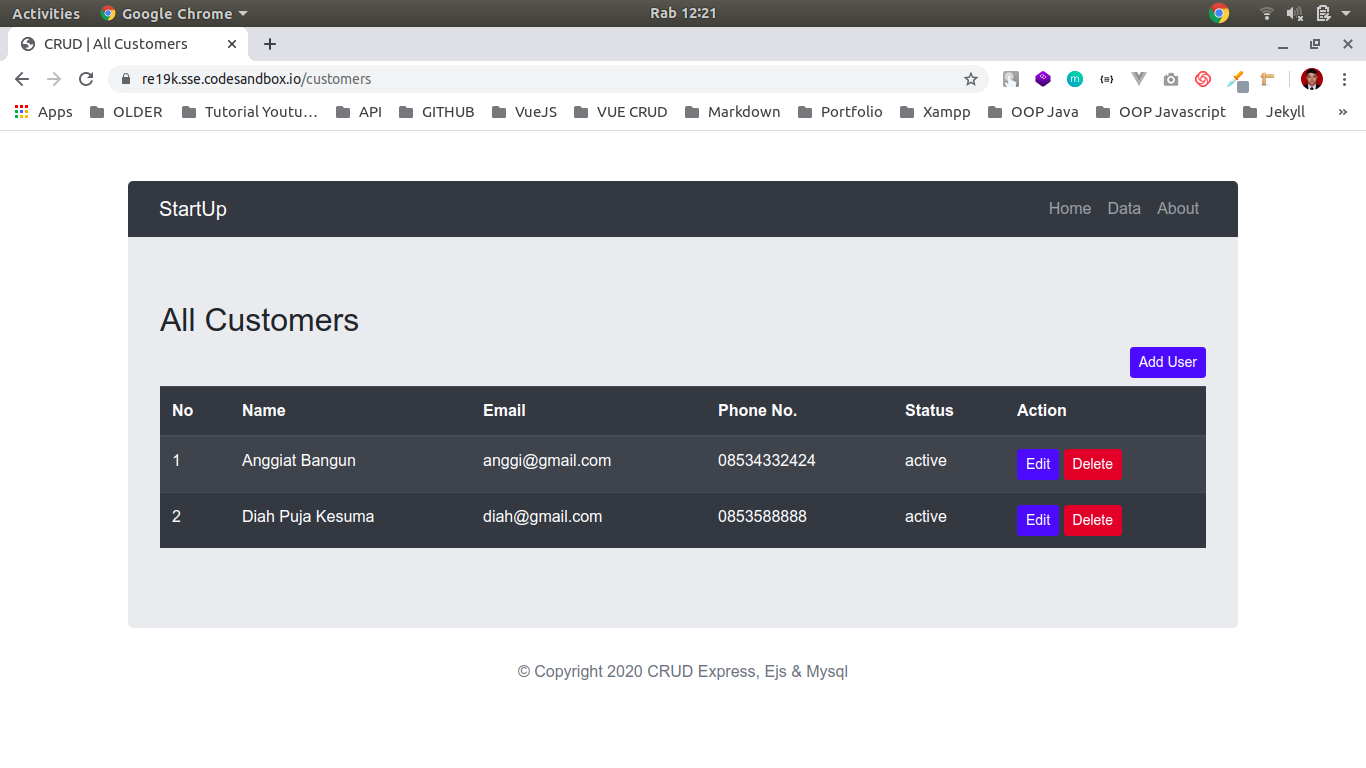 Activities Google Chrome Rab 12:21
CRUD | All Customers
re19k.sse.codesandbox.io/customers
Apps OLDER Tutorial Youtu… API GITHUB VueJS VUE CRUD Markdown Portfolio Xampp OOP Java OOP Javascript Jekyll »
StartUp Home Data About
All Customers
Add User
No Name Email Phone No. Status Action
1 Anggiat Bangun anggi@gmail.com 08534332424 active Edit Delete
2 Diah Puja Kesuma diah@gmail.com 0853588888 active Edit Delete
© Copyright 2020 CRUD Express, Ejs & Mysql